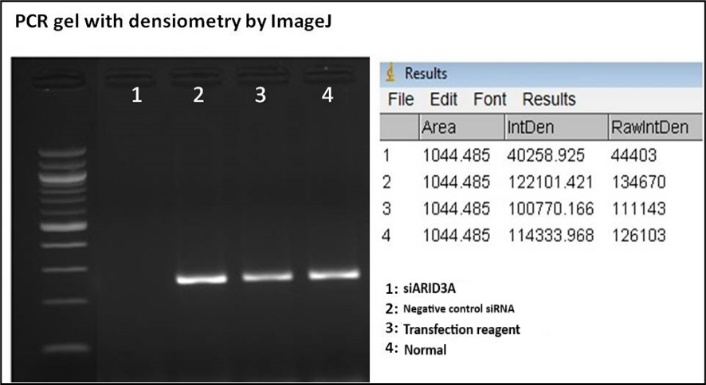 PCR gel with densiometry by ImageJ
1 2 3 4
Results
File Edit Font Results
Area IntDen RawIntDen
1 1044.485 40258.925 44403
2 1044.485 122101.421 134670
3 1044.485 100770.166 111143
4 1044.485 114333.968 126103
1: siARID3A
2: Negative control siRNA
3: Transfection reagent
4: Normal